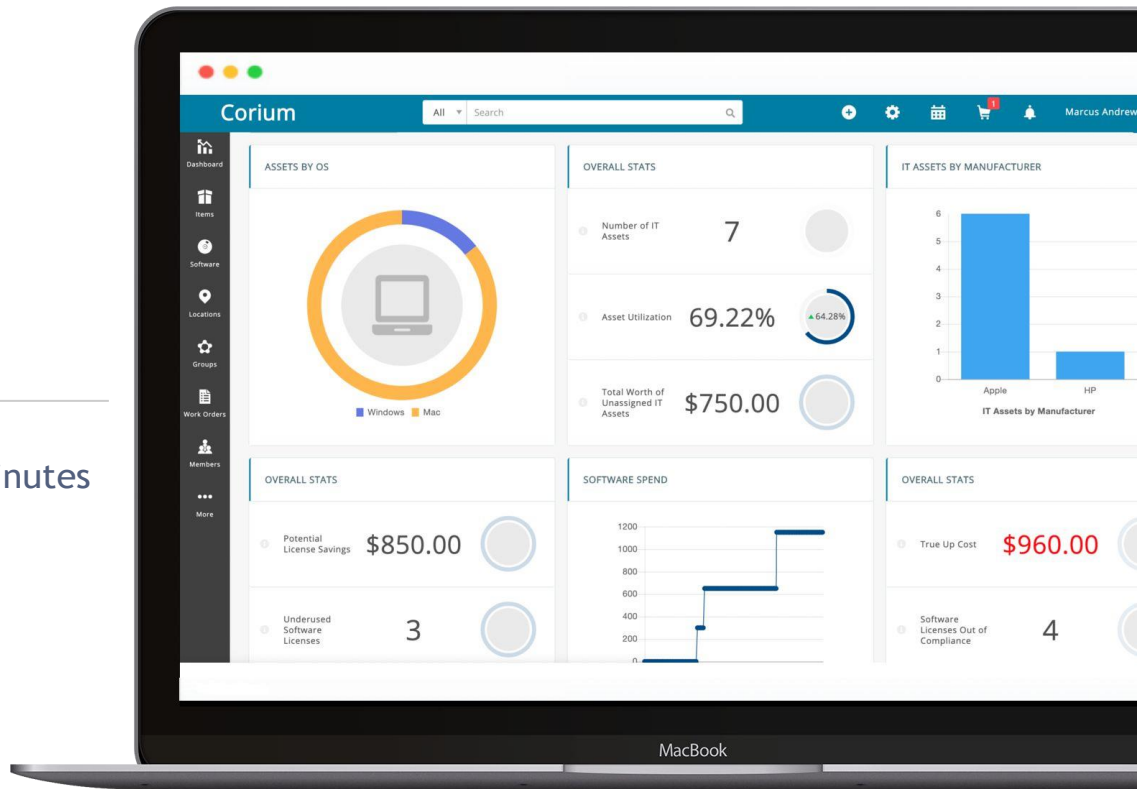 Corium
All
Search
1
Marcus Andrew
Dashboard
Items
Software
Locations
Groups
Work Orders
Members
More
nutes
ASSETS BY OS
Windows
Mac
OVERALL STATS
Number of IT
Assets
7
Asset Utilization
69.22%
64.28%
Total Worth of
Unassigned IT
Assets
$750.00
IT ASSETS BY MANUFACTURER
6
5
4
3
2
1
0
Apple
HP
IT Assets by Manufacturer
OVERALL STATS
Potential
License Savings
$850.00
Underused
Software
Licenses
3
SOFTWARE SPEND
1200
1000
800
600
400
200
0
OVERALL STATS
True Up Cost
$960.00
Software
Licenses Out of
Compliance
4
MacBook